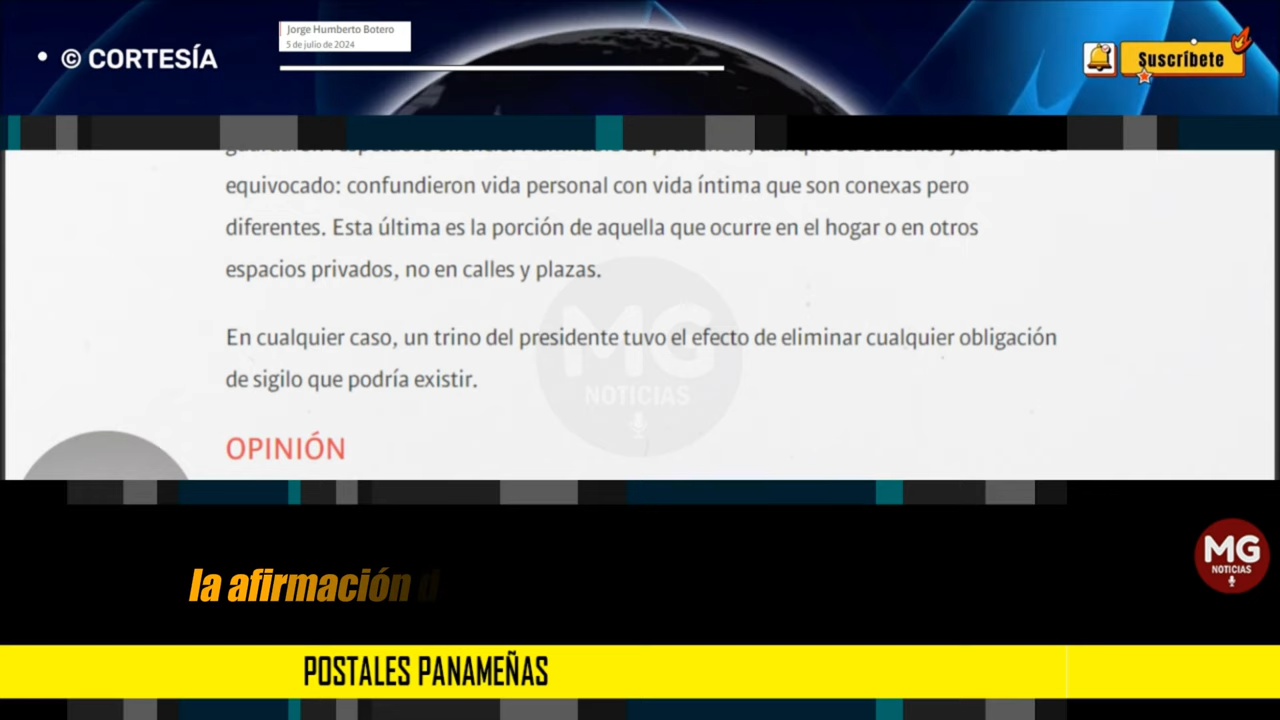 © CORTESÍA
Jorge Humberto Botero
5 de julio de 2024
Suscríbete
equivocado: confundieron vida personal con vida íntima que son conexas pero
diferentes. Esta última es la porción de aquella que ocurre en el hogar o en otros
espacios privados, no en calles y plazas.
En cualquier caso, un trino del presidente tuvo el efecto de eliminar cualquier obligación
de sigilo que podría existir.
OPINIÓN
MG
NOTICIAS
la afirmación d
MG
NOTICIAS
POSTALES PANAMEÑAS